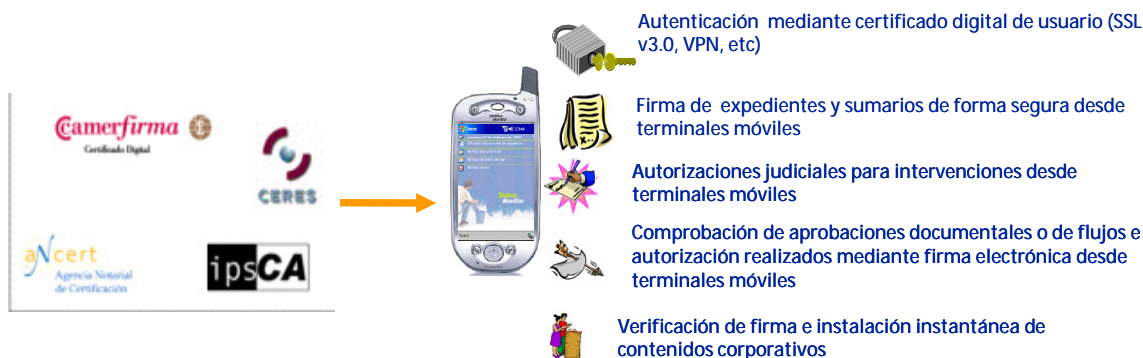 Camerfirma
Certificado Digital
CERES
aNcert
Agencia Notarial
de Certificación
ipsCA
Autenticación mediante certificado digital de usuario (SSL
v3.0, VPN, etc)
Firma de expedientes y sumarios de forma segura desde
terminales móviles
Autorizaciones judiciales para intervenciones desde
terminales móviles
Comprobación de aprobaciones documentales o de flujos e
autorización realizados mediante firma electrónica desde
terminales móviles
Verificación de firma e instalación instantánea de
contenidos corporativos